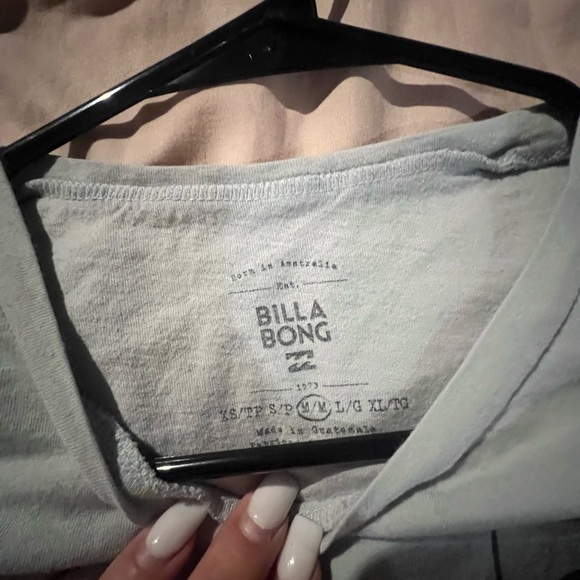 Born in Australia
Est.
BILLA
BONG
1973
XS/TP S/P M/M L/G XL/TG
Made in Guatemala